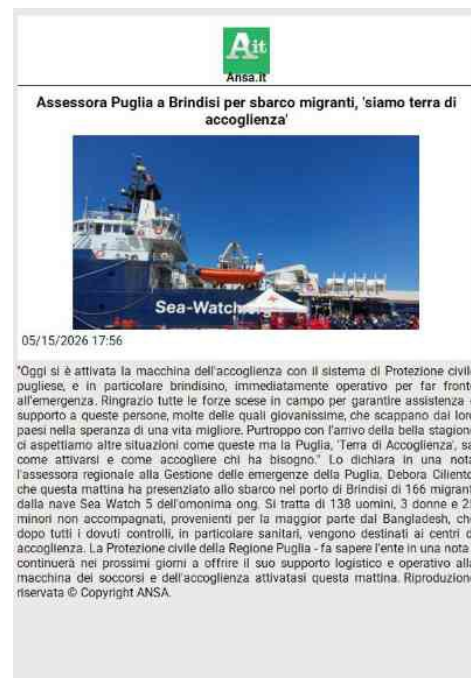 Ait
Ansa.it
Assessora Puglia a Brindisi per sbarco migranti, 'siamo terra di
accoglienza'
Sea-Watch
05/15/2026 17:56
"Oggi si è attivata la macchina dell'accoglienza con il sistema di Protezione civile
pugliese, e in particolare brindisino, immediatamente operativo per far fronte
all'emergenza. Ringrazio tutte le forze scese in campo per garantire assistenza
supporto a queste persone, molte delle quali giovanissime, che scappano dai lor
paesi nella speranza di una vita migliore. Purtroppo con l'arrivo della bella stagion
ci aspettiamo altre situazioni come queste ma la Puglia, 'Terra di Accoglienza', sa
come attivarsi e come accogliere chi ha bisogno." Lo dichiara in una nota
l'assessora regionale alla Gestione delle emergenze della Puglia, Debora Ciliento
che questa mattina ha presenziato allo sbarco nel porto di Brindisi di 166 migrant
dalla nave Sea Watch 5 dell'omonima ong. Si tratta di 138 uomini, 3 donne e 2
minori non accompagnati, provenienti per la maggior parte dal Bangladesh, che
dopo tutti i dovuti controlli, in particolare sanitari, vengono destinati ai centri d
accoglienza. La Protezione civile della Regione Puglia - fa sapere l'ente in una nota
continuerà nei prossimi giorni a offrire il suo supporto logistico e operativo alla
macchina dei soccorsi e dell'accoglienza attivatasi questa mattina. Riproduzione
riservata © Copyright ANSA.